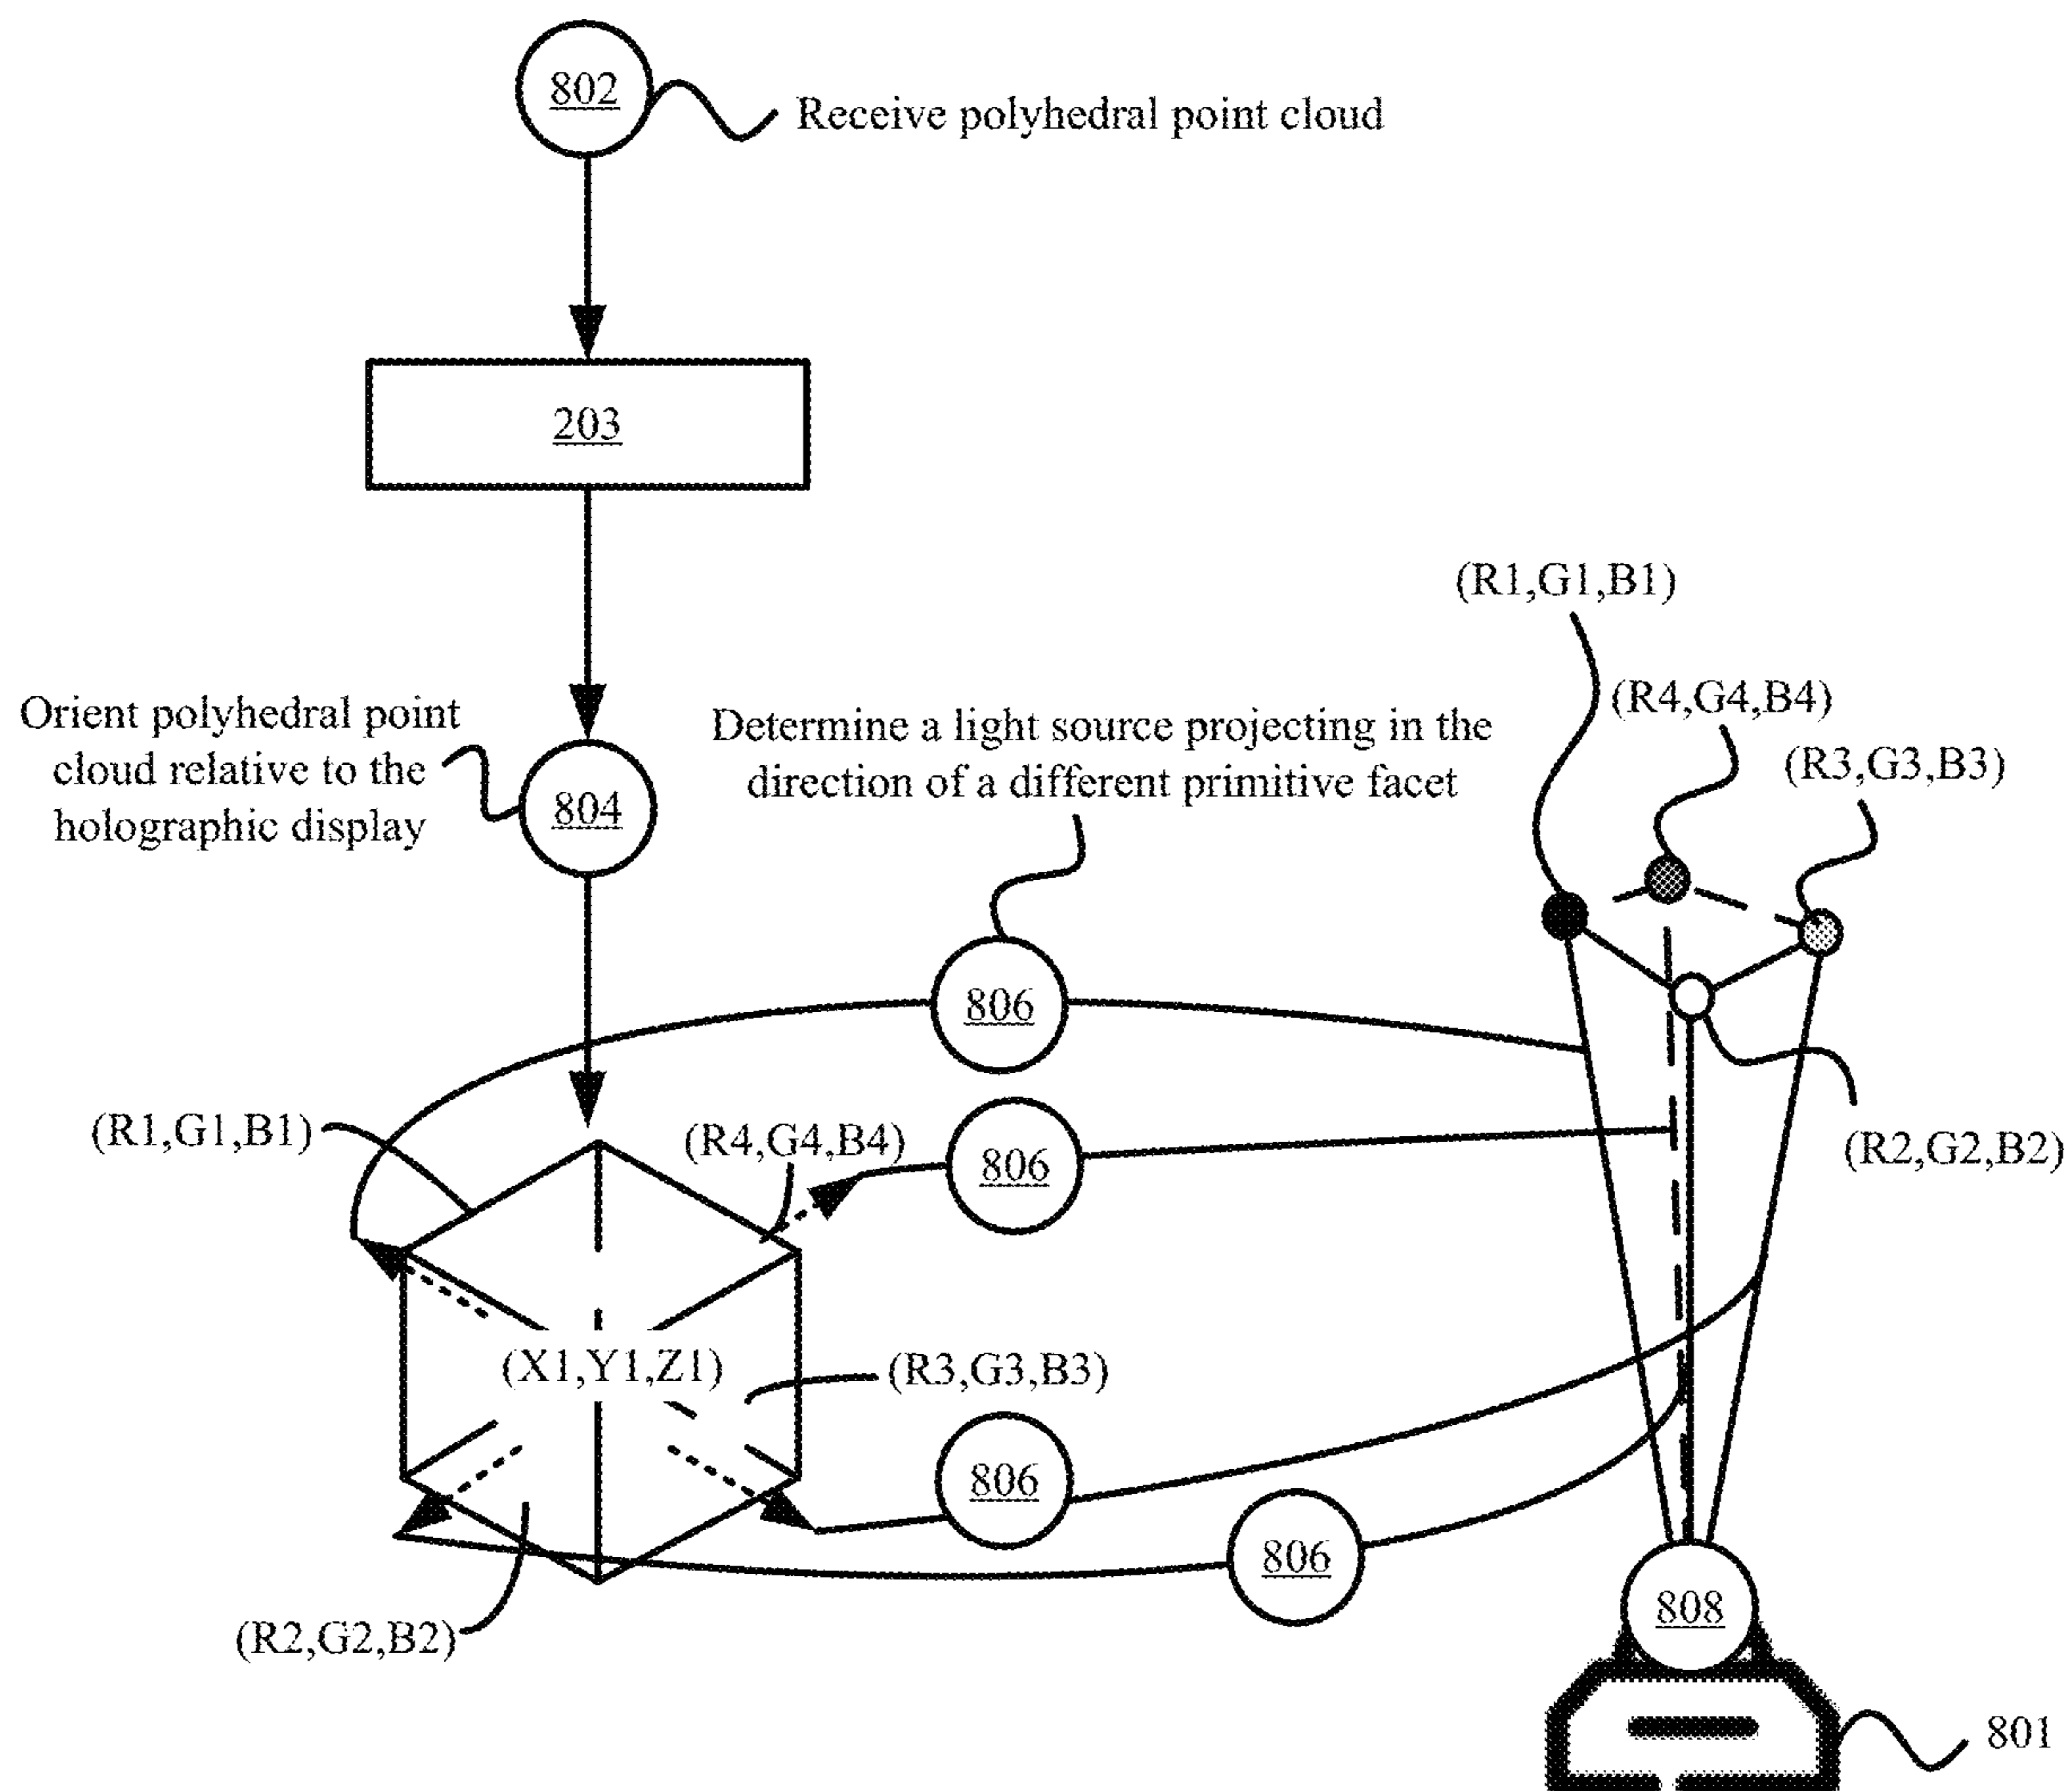 802
Receive polyhedral point cloud
203
(R1,G1,B1)
(R4,G4,B4)
(R3,G3,B3)
Orient polyhedral point
cloud relative to the
holographic display
804
Determine a light source projecting in the
direction of a different primitive facet
806
(R1,G1,B1)
(R4,G4,B4)
806
(R2,G2,B2)
(X1,Y1,Z1)
(R3,G3,B3)
806
806
(R2,G2,B2)
808
801